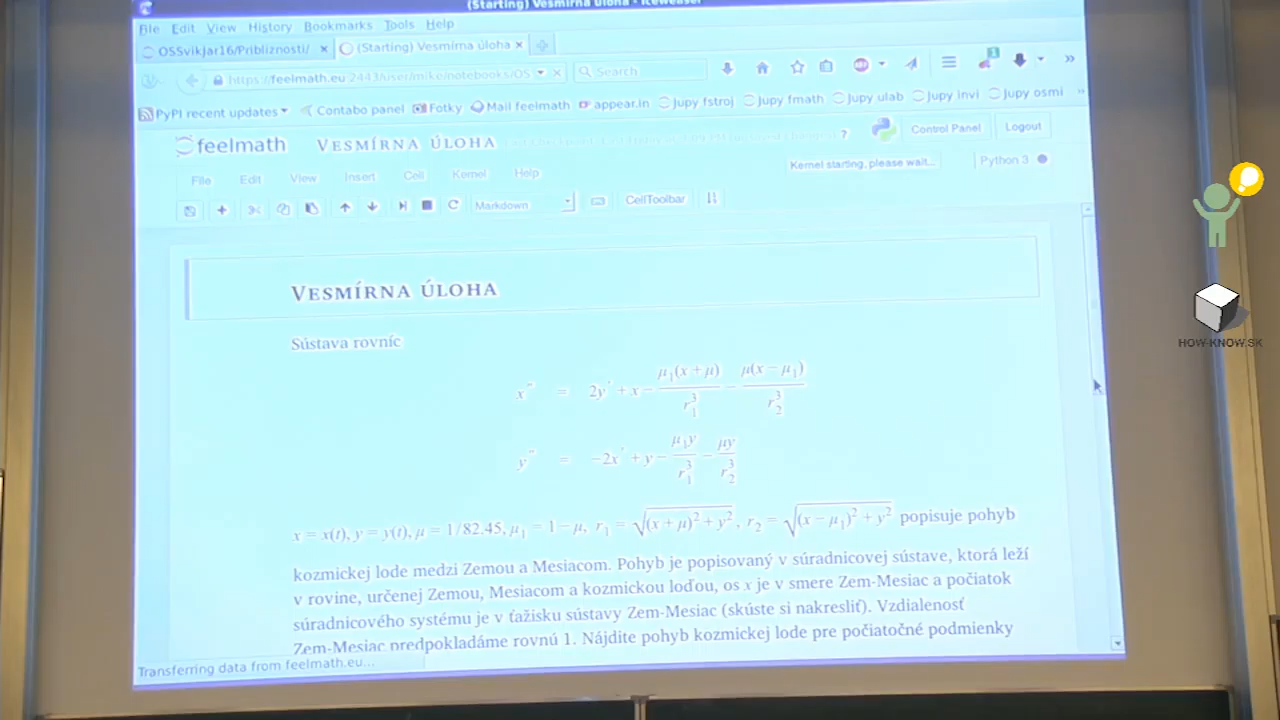 (Starting) Vesmírna úloha - Iceweasel
File Edit View History Bookmarks Tools Help
OSSvikJar16/Priblíznosti/ × (Starting) Vesmírna úloha ×
https://feelmath.eu:2443/user/mike/notebooks/OS Search
PyPI recent updates Contabo panel Fotky Mail feelmath appear.in Jupy fstroj Jupy fmath Jupy ulab Jupy invi Jupy osmi »
feelmath VESMÍRNA ÚLOHA Control Panel Logout
File Edit View Insert Cell Kernel Help Kernel starting, please wait... Python 3
Markdown CellToolbar
VESMÍRNA ÚLOHA
HOW-KNOW.SK
Sústava rovníc
x'' = 2y' + x − μ₁(x + μ)/r₁³ − μ(x − μ₁)/r₂³
y'' = −2x' + y − μ₁y/r₁³ − μy/r₂³
x = x(t), y = y(t), μ = 1/82.45, μ₁ = 1 − μ, r₁ = √((x + μ)² + y²), r₂ = √((x − μ₁)² + y²) popisuje pohyb
kozmickej lode medzi Zemou a Mesiacom. Pohyb je popisovaný v súradnicovej sústave, ktorá leží
v rovine, určenej Zemou, Mesiacom a kozmickou loďou, os x je v smere Zem-Mesiac a počiatok
súradnicového systému je v ťažisku sústavy Zem-Mesiac (skúste si nakresliť). Vzdialenosť
Zem-Mesiac predpokladáme rovnú 1. Nájdite pohyb kozmickej lode pre počiatočné podmienky
Transferring data from feelmath.eu...